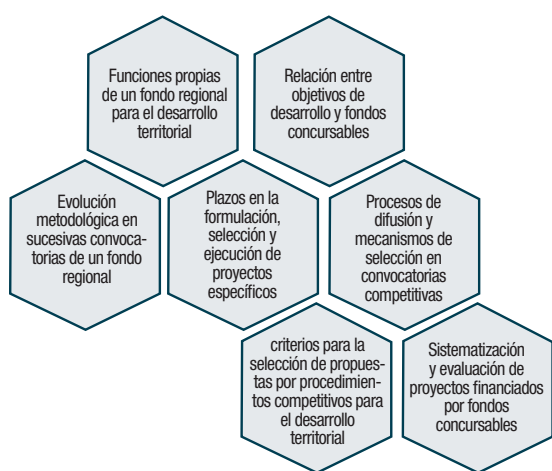 Funciones propias
de un fondo regional
para el desarrollo
territorial
Relación entre
objetivos de
desarrollo y fondos
concursables
Evolución
metodológica en
sucesivas convoca-
torias de un fondo
regional
Plazos en la
formulación,
selección y
ejecución de
proyectos
específicos
Procesos de
difusión y
mecanismos de
selección en
convocatorias
competitivas
criterios para la
selección de propues-
tas por procedimien-
tos competitivos para
el desarrollo
territorial
Sistematización
y evaluación de
proyectos financiados
por fondos
concursables